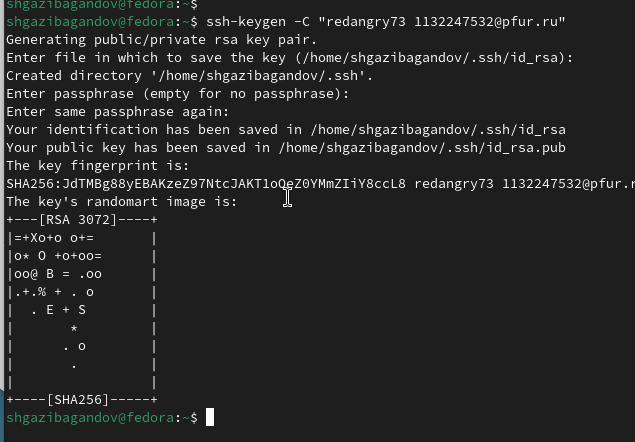 shgazibagandov@fedora:~$
shgazibagandov@fedora:~$ ssh-keygen -C "redangry73 1132247532@pfur.ru"
Generating public/private rsa key pair.
Enter file in which to save the key (/home/shgazibagandov/.ssh/id_rsa):
Created directory '/home/shgazibagandov/.ssh'.
Enter passphrase (empty for no passphrase):
Enter same passphrase again:
Your identification has been saved in /home/shgazibagandov/.ssh/id_rsa
Your public key has been saved in /home/shgazibagandov/.ssh/id_rsa.pub
The key fingerprint is:
SHA256:JdTMBg88yEBAKzeZ97NtcJAKT1oQeZ0YMmZIiY8ccL8 redangry73 1132247532@pfur.r
The key's randomart image is:
+---[RSA 3072]----+
|=+Xo+o o+=       |
|o* O +o+oo=      |
|oo@ B = .oo      |
|.+.% + . o       |
|  . E + S        |
|       *         |
|      . o        |
|       .         |
|                 |
+----[SHA256]-----+
shgazibagandov@fedora:~$